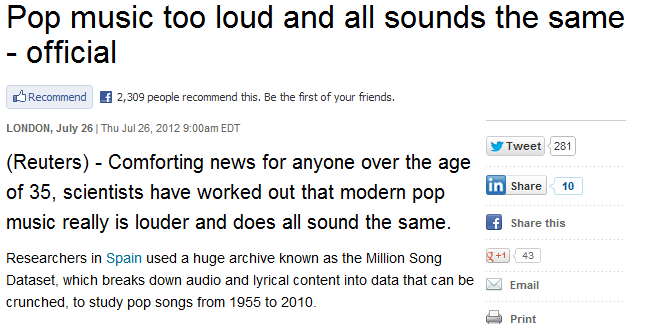 Pop music too loud and all sounds the same
- official
Recommend 2,309 people recommend this. Be the first of your friends.
LONDON, July 26 | Thu Jul 26, 2012 9:00am EDT
(Reuters) - Comforting news for anyone over the age
of 35, scientists have worked out that modern pop
music really is louder and does all sound the same.
Researchers in Spain used a huge archive known as the Million Song
Dataset, which breaks down audio and lyrical content into data that can be
crunched, to study pop songs from 1955 to 2010.
Tweet 281
in Share 10
f Share this
g +1 43
Email
Print